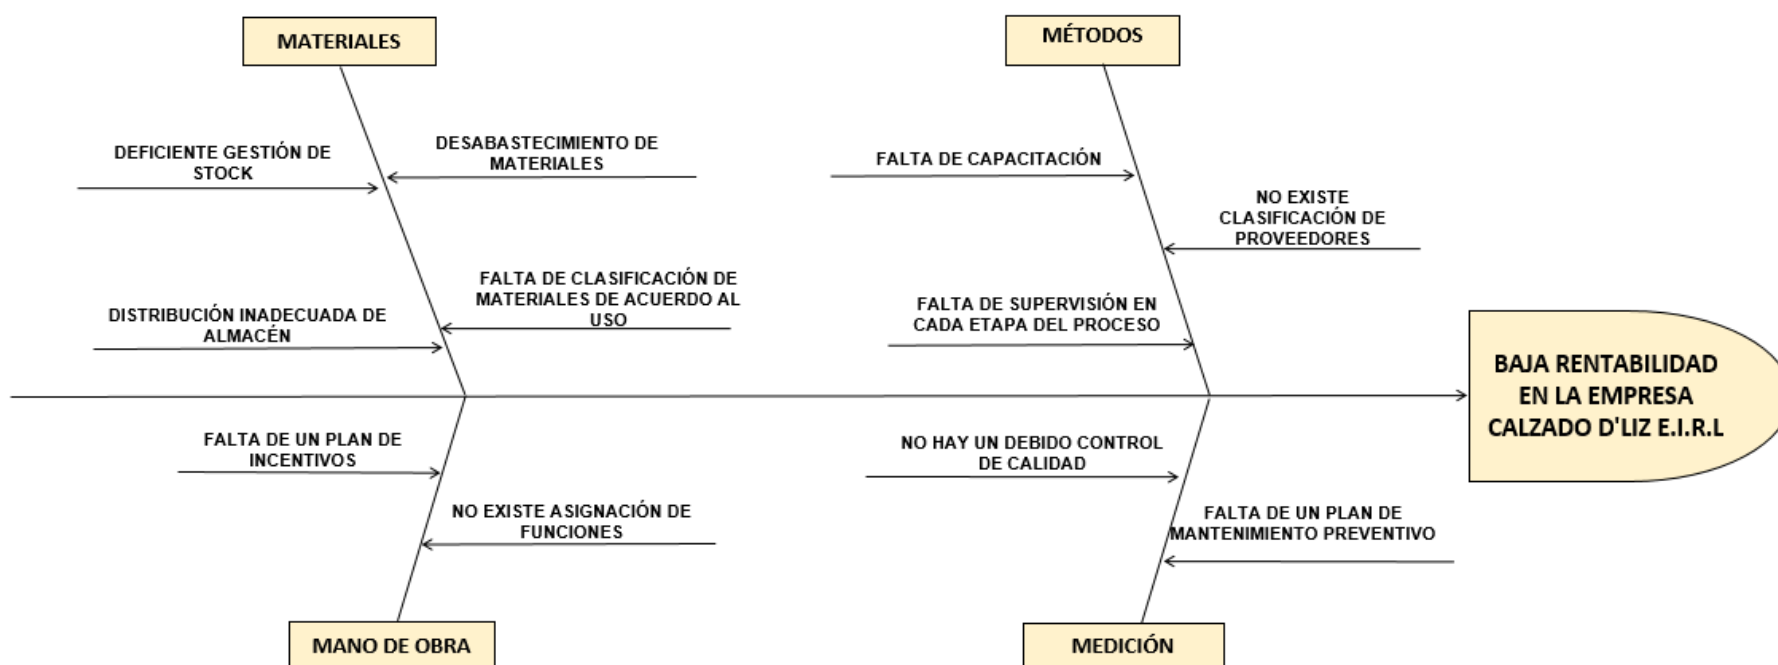 MATERIALES
MÉTODOS
DEFICIENTE GESTIÓN DE
STOCK
DESABASTECIMIENTO DE
MATERIALES
FALTA DE CAPACITACIÓN
NO EXISTE
CLASIFICACIÓN DE
PROVEEDORES
DISTRIBUCIÓN INADECUADA DE
ALMACÉN
FALTA DE CLASIFICACIÓN DE
MATERIALES DE ACUERDO AL
USO
FALTA DE SUPERVISIÓN EN
CADA ETAPA DEL PROCESO
BAJA RENTABILIDAD
EN LA EMPRESA
CALZADO D'LIZ E.I.R.L
FALTA DE UN PLAN DE
INCENTIVOS
NO EXISTE ASIGNACIÓN DE
FUNCIONES
NO HAY UN DEBIDO CONTROL
DE CALIDAD
FALTA DE UN PLAN DE
MANTENIMIENTO PREVENTIVO
MANO DE OBRA
MEDICIÓN